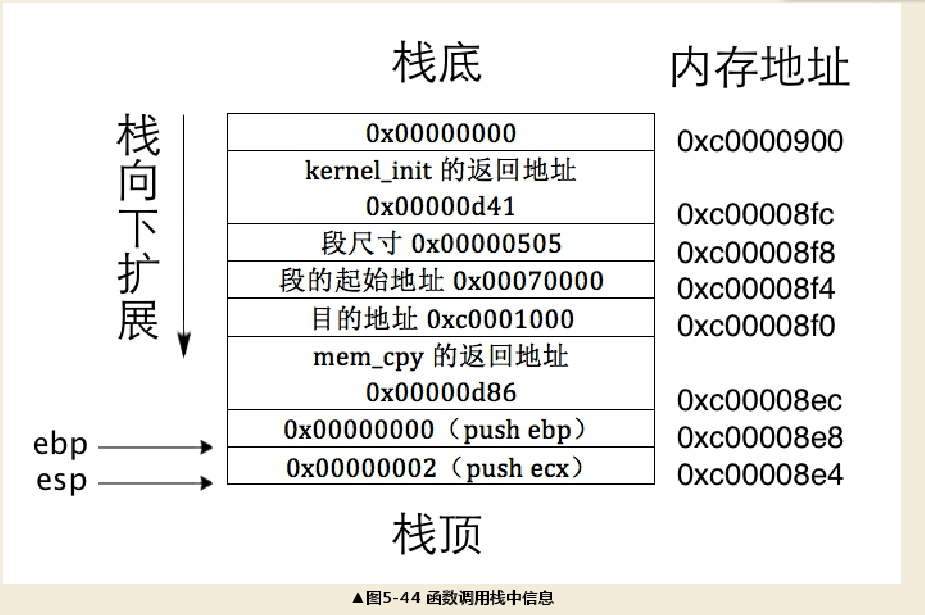 栈底
内存地址
栈向下扩展
0x00000000
0xc0000900
kernel_init 的返回地址
0x00000d41
0xc00008fc
段尺寸 0x00000505
0xc00008f8
段的起始地址 0x00070000
0xc00008f4
目的地址 0xc0001000
0xc00008f0
mem_cpy 的返回地址
0x00000d86
0xc00008ec
0x00000000（push ebp）
0xc00008e8
ebp
0x00000002（push ecx）
0xc00008e4
esp
栈顶
▲图5-44 函数调用栈中信息